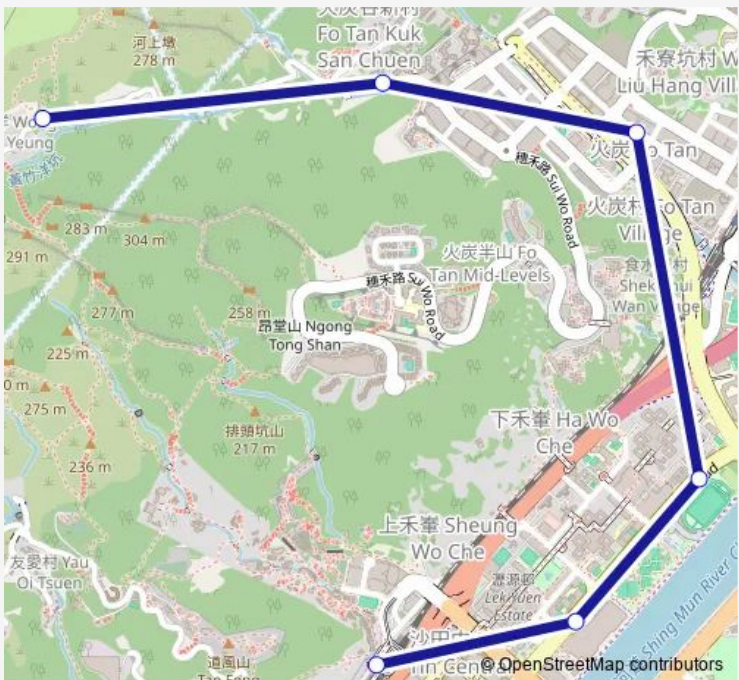 火炭谷新村
Fo Tan Kuk
San Chuen
河上墩
278 m
禾寮坑村 W
Liu Hang Vill
Yeung
283 m
304 m
291 m
穗禾路 Sui Wo Road
火炭 Fo Tan
火炭村 Fo Tan
Village
火炭半山 Fo
Tan Mid-Levels
穗禾路 Sui Wo Road
277 m
258 m
昂堂山 Ngong
Tong Shan
225 m
0 m
275 m
排頭坑山
217 m
236 m
下禾輋 Ha Wo
Che
上禾輋 Sheung
Wo Che
友愛村 Yau
Oi Tsuen
瀝源邨
Lek Yuen
Estate
Shing Mun River C
道風山
© OpenStreetMap contributors